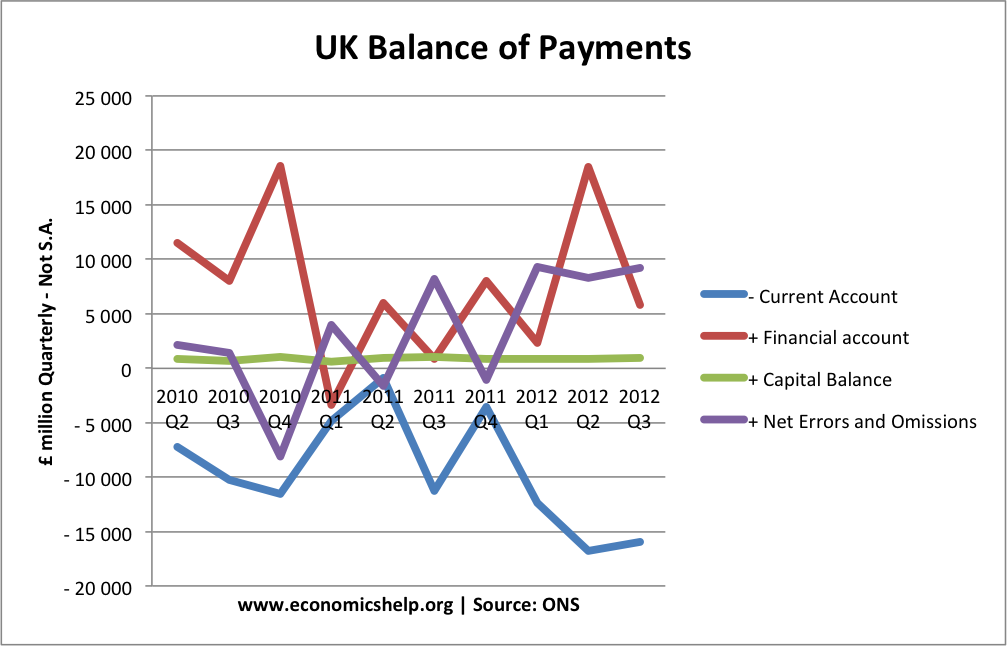 UK Balance of Payments
£ million Quarterly - Not S.A.
25 000
20 000
15 000
10 000
5 000
0
- 5 000
- 10 000
- 15 000
- 20 000
2010 2010 2010 2011 2011 2011 2011 2012 2012 2012
Q2 Q3 Q4 Q1 Q2 Q3 Q4 Q1 Q2 Q3
- Current Account
+ Financial account
+ Capital Balance
+ Net Errors and Omissions
www.economicshelp.org | Source: ONS